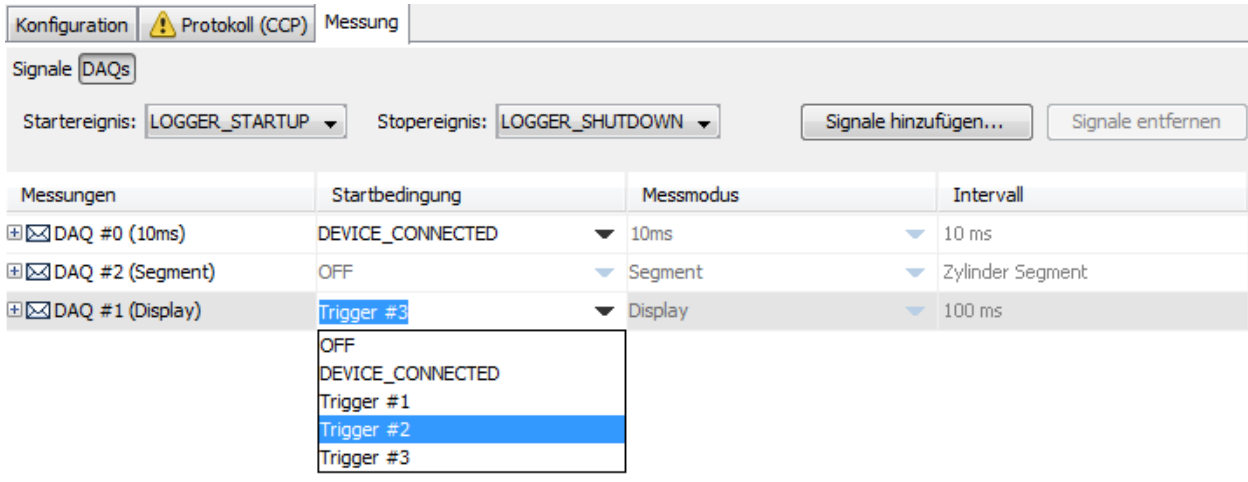 Konfiguration Protokoll (CCP) Messung
Signale DAQs
Startereignis: LOGGER_STARTUP Stopereignis: LOGGER_SHUTDOWN Signale hinzufügen... Signale entfernen
Messungen Startbedingung Messmodus Intervall
DAQ #0 (10ms) DEVICE_CONNECTED 10ms 10 ms
DAQ #2 (Segment) OFF Segment Zylinder Segment
DAQ #1 (Display) Trigger #3 Display 100 ms
OFF
DEVICE_CONNECTED
Trigger #1
Trigger #2
Trigger #3